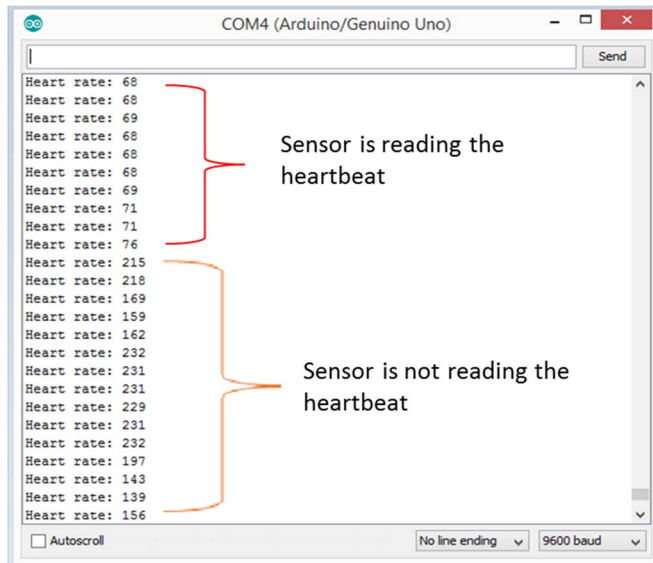 COM4 (Arduino/Genuino Uno)
Send
Heart rate: 68
Heart rate: 68
Heart rate: 69
Heart rate: 68
Heart rate: 68
Heart rate: 68
Heart rate: 69
Heart rate: 71
Heart rate: 71
Heart rate: 76
Sensor is reading the
heartbeat
Heart rate: 215
Heart rate: 218
Heart rate: 169
Heart rate: 159
Heart rate: 162
Heart rate: 232
Heart rate: 231
Heart rate: 231
Heart rate: 229
Heart rate: 231
Heart rate: 232
Heart rate: 197
Heart rate: 143
Heart rate: 139
Heart rate: 156
Sensor is not reading the
heartbeat
Autoscroll
No line ending
9600 baud